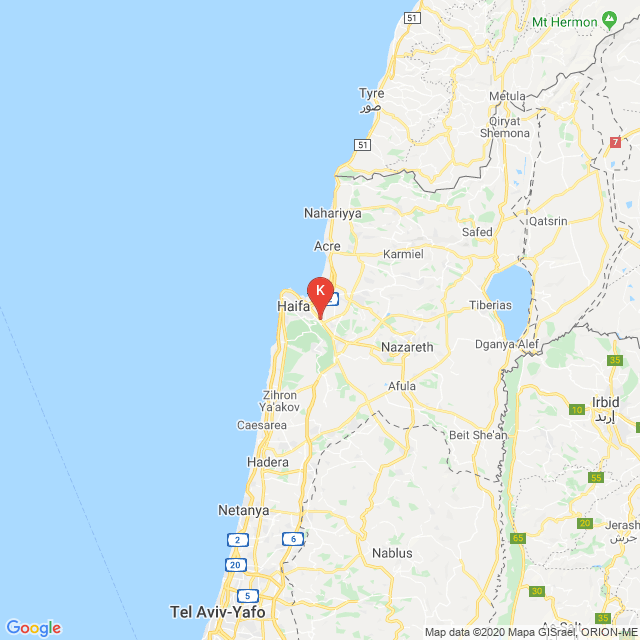 51
Mt Hermon
Tyre
صور
Metula
Qiryat
Shemona
51
7
Nahariyya
Qatsrin
Safed
Acre
Karmiel
K
Haifa
Tiberias
Dganya Alef
Nazareth
35
Afula
Zihron
Ya'akov
Irbid
إربد
10
Caesarea
Beit She'an
Hadera
55
Netanya
20
Jerash
جرش
2
6
65
Nablus
20
5
30
35
Tel Aviv-Yafo
As Salt
Google
Map data ©2020 Mapa GISrael, ORION-ME